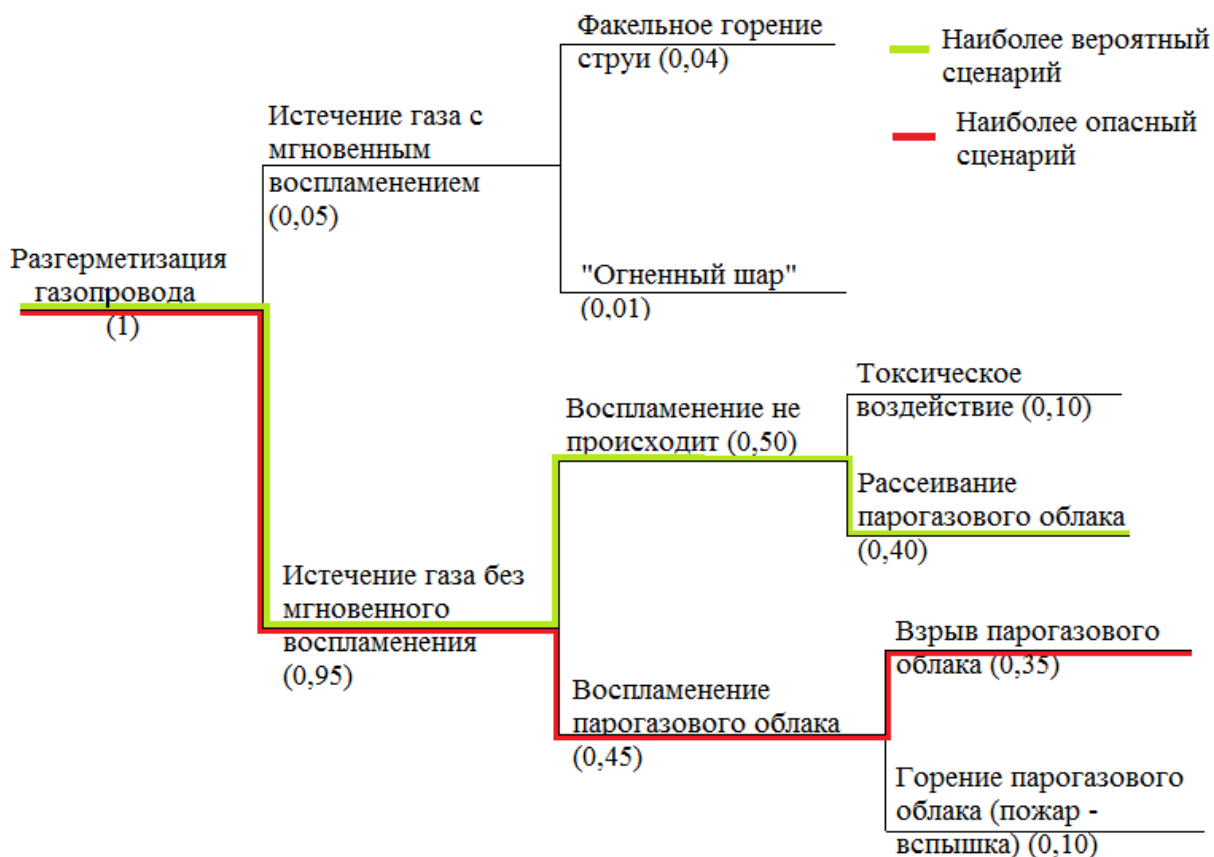 Факельное горение
струи (0,04)
Наиболее вероятный
сценарий
Наиболее опасный
сценарий
Истечение газа с
мгновенным
воспламенением
(0,05)
Разгерметизация
газопровода
(1)
"Огненный шар"
(0,01)
Токсическое
воздействие (0,10)
Воспламенение не
происходит (0,50)
Рассеивание
парогазового облака
(0,40)
Истечение газа без
мгновенного
воспламенения
(0,95)
Взрыв парогазового
облака (0,35)
Воспламенение
парогазового облака
(0,45)
Горение парогазового
облака (пожар -
вспышка) (0,10)